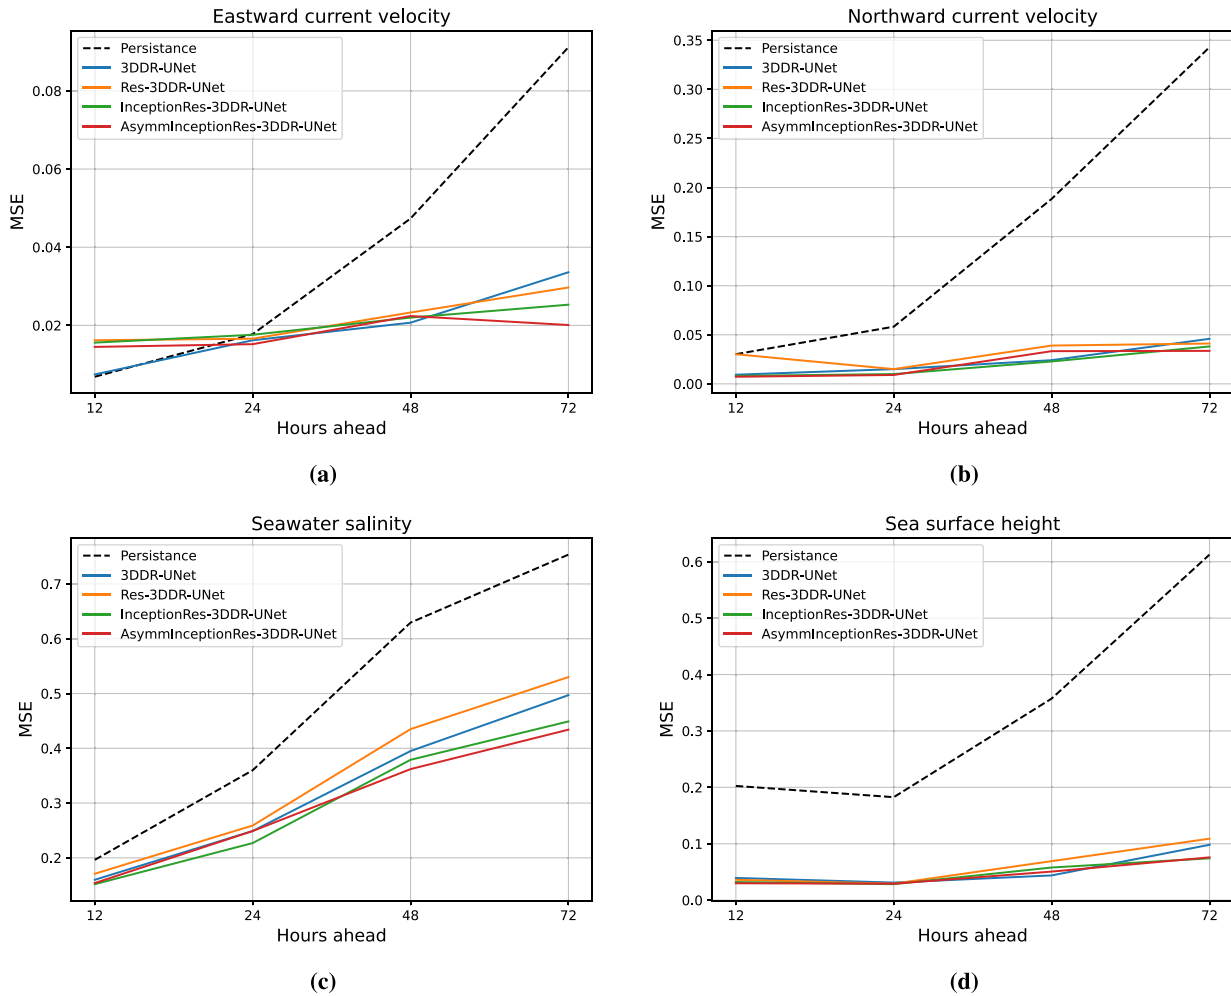 Eastward current velocity
MSE
0.08
0.06
0.04
0.02
Persistance
3DDR-UNet
Res-3DDR-UNet
InceptionRes-3DDR-UNet
AsymmInceptionRes-3DDR-UNet
12 24 48 72
Hours ahead
(a)
Northward current velocity
MSE
0.35
0.30
0.25
0.20
0.15
0.10
0.05
0.00
Persistance
3DDR-UNet
Res-3DDR-UNet
InceptionRes-3DDR-UNet
AsymmInceptionRes-3DDR-UNet
12 24 48 72
Hours ahead
(b)
Seawater salinity
MSE
0.7
0.6
0.5
0.4
0.3
0.2
Persistance
3DDR-UNet
Res-3DDR-UNet
InceptionRes-3DDR-UNet
AsymmInceptionRes-3DDR-UNet
12 24 48 72
Hours ahead
(c)
Sea surface height
MSE
0.6
0.5
0.4
0.3
0.2
0.1
0.0
Persistance
3DDR-UNet
Res-3DDR-UNet
InceptionRes-3DDR-UNet
AsymmInceptionRes-3DDR-UNet
12 24 48 72
Hours ahead
(d)